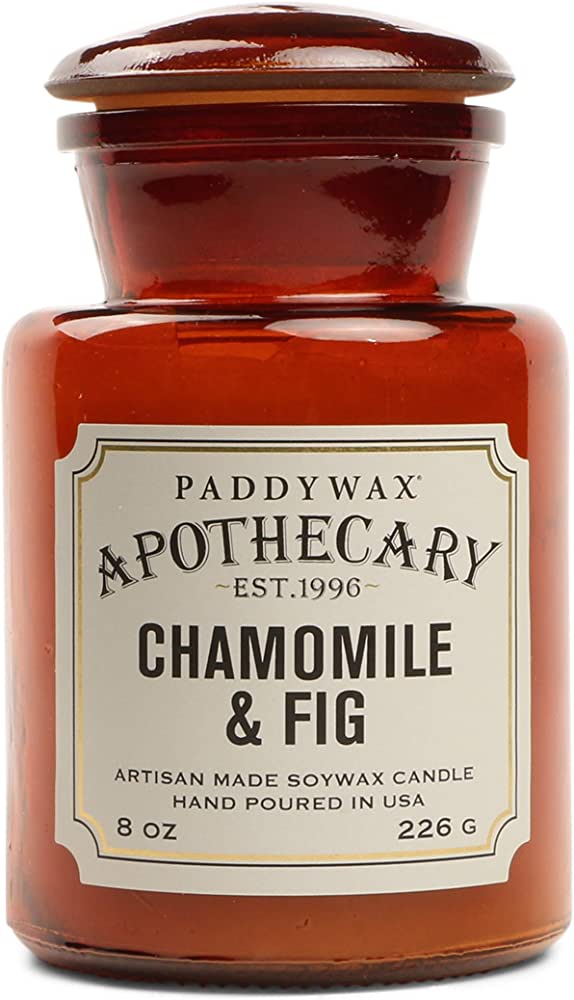 PADDYWAX®
APOTHECARY
~EST.1996~
CHAMOMILE
& FIG
ARTISAN MADE SOYWAX CANDLE
HAND POURED IN USA
8 OZ 226 G